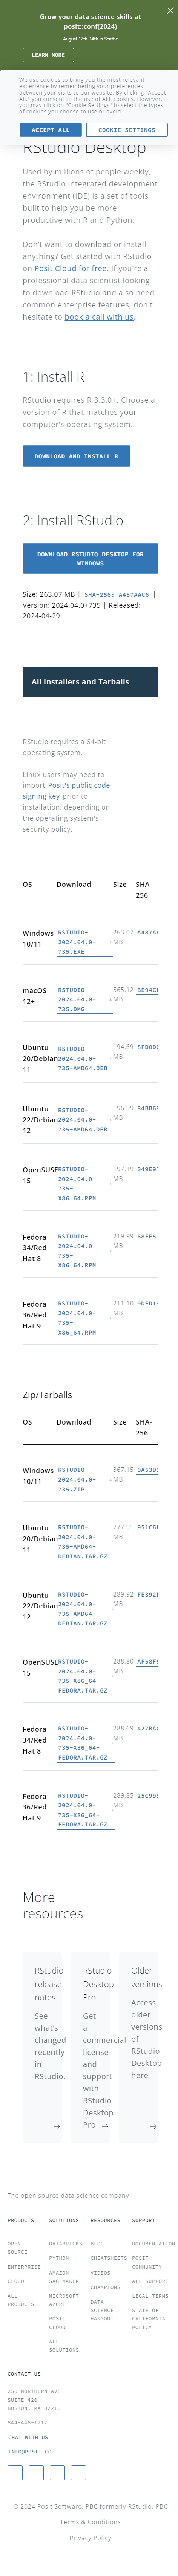 Grow your data science skills at
posit::conf(2024)
August 12th-14th in Seattle
LEARN MORE
We use cookies to bring you the most relevant
experience by remembering your preferences.
Between your visits to our website. By clicking "Accept
All," you consent to the use of ALL cookies. However,
you may click on "Cookie Settings" to select the types
of cookies you choose to use or avoid.
ACCEPT ALL
COOKIE SETTINGS
RStudio Desktop
Used by millions of people weekly,
the RStudio integrated development
environment (IDE) is a set of tools
built to help you be more
productive with R and Python.
Don't want to download or install
anything? Get started with RStudio
on Posit Cloud for free. If you're a
professional data scientist looking
to download RStudio and also need
common enterprise features, don't
hesitate to book a call with us.
1: Install R
RStudio requires R 3.3.0+. Choose a
version of R that matches your
computer's operating system.
DOWNLOAD AND INSTALL R
2: Install RStudio
DOWNLOAD RSTUDIO DESKTOP FOR
WINDOWS
Size: 263.07 MB | SHA-256: A487AAC6 |
Version: 2024.04.0+735 | Released:
2024-04-29
All Installers and Tarballs
RStudio requires a 64-bit
operating system.
Linux users may need to
import Posit's public code-
signing key prior to
installation, depending on
the operating system's
security policy.
OS Download Size SHA-
256
Windows RSTUDIO- 263.07
10/11 2024.04.0- MB
735.EXE
macOS RSTUDIO- 565.12
12+ 2024.04.0- MB
735.DMG
Ubuntu RSTUDIO- 194.69
20/Debian 2024.04.0- MB
11 735-AMD64.DEB
Ubuntu RSTUDIO- 196.99
22/Debian 2024.04.0- MB
12 735-AMD64.DEB
OpenSUSE RSTUDIO- 197.19
15 2024.04.0- MB
735-
X86_64.RPM
Fedora RSTUDIO- 219.99
34/Red 2024.04.0- MB
Hat 8 735-
X86_64.RPM
Fedora RSTUDIO- 211.10
36/Red 2024.04.0- MB
Hat 9 735-
X86_64.RPM
Zip/Tarballs
OS Download Size SHA-
256
Windows RSTUDIO- 367.15
10/11 2024.04.0- MB
735.ZIP
Ubuntu RSTUDIO- 277.91
20/Debian 2024.04.0- MB
11 735-AMD64-
DEBIAN.TAR.GZ
Ubuntu RSTUDIO- 289.92
22/Debian 2024.04.0- MB
12 735-AMD64-
DEBIAN.TAR.GZ
OpenSUSE RSTUDIO- 288.80
15 2024.04.0- MB
735-X86_64-
FEDORA.TAR.GZ
Fedora RSTUDIO- 288.69
34/Red 2024.04.0- MB
Hat 8 735-X86_64-
FEDORA.TAR.GZ
Fedora RSTUDIO- 289.85
36/Red 2024.04.0- MB
Hat 9 735-X86_64-
FEDORA.TAR.GZ
More
resources
RStudio
release
notes
See
what's
changed
recently
in
RStudio.
RStudio
Desktop
Pro
Get
a
commercial
license
and
support
with
RStudio
Desktop
Pro
Older
versions
Access
older
versions
of
RStudio
Desktop
here
The open source data science company
PRODUCTS
OPEN
SOURCE
ENTERPRISE
CLOUD
ALL
PRODUCTS
SOLUTIONS
DATABRICKS
PYTHON
AMAZON
SAGEMAKER
MICROSOFT
AZURE
POSIT
CLOUD
ALL
SOLUTIONS
RESOURCES
BLOG
CHEATSHEETS
VIDEOS
CHAMPIONS
DATA
SCIENCE
HANGOUT
SUPPORT
DOCUMENTATION
POSIT
COMMUNITY
ALL SUPPORT
LEGAL TERMS
STATE OF
CALIFORNIA
POLICY
CONTACT US
250 NORTHERN AVE
SUITE 420
BOSTON, MA 02210
844-448-1212
CHAT WITH US
INFO@POSIT.CO
© 2024 Posit Software, PBC formerly RStudio, PBC
Terms & Conditions
Privacy Policy